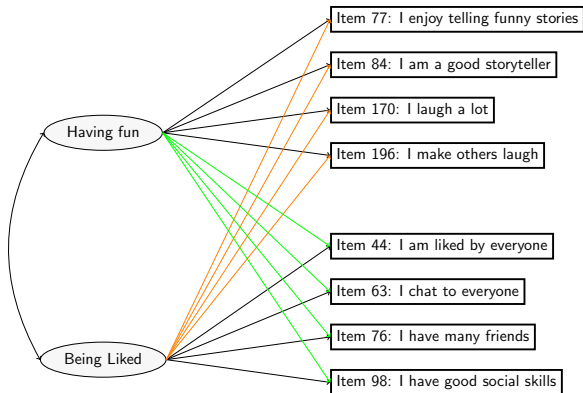 Item 77: I enjoy telling funny stories
Item 84: I am a good storyteller
Item 170: I laugh a lot
Having fun
Item 196: I make others laugh
Item 44: I am liked by everyone
Item 63: I chat to everyone
Item 76: I have many friends
Being Liked
Item 98: I have good social skills